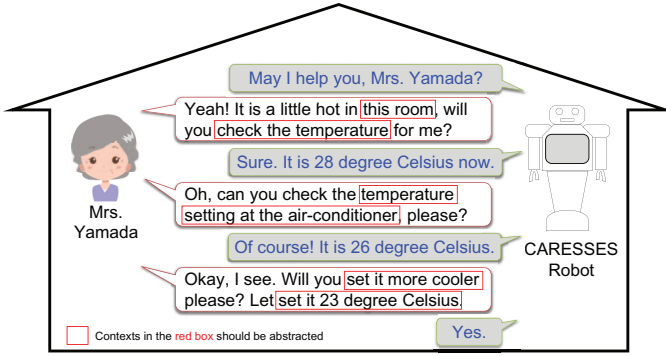 May I help you, Mrs. Yamada?
Yeah! It is a little hot in this room, will
you check the temperature for me?
Sure. It is 28 degree Celsius now.
Oh, can you check the temperature
setting at the air-conditioner, please?
Of course! It is 26 degree Celsius.
Okay, I see. Will you set it more cooler
please? Let set it 23 degree Celsius.
Yes.
Mrs.
Yamada
CARESSES
Robot
Contexts in the red box should be abstracted